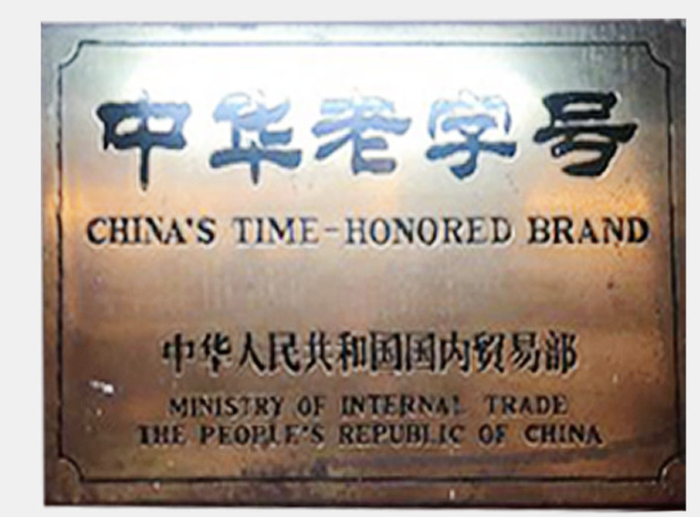 中华老字号
CHINA'S TIME-HONORED BRAND
中华人民共和国国内贸易部
MINISTRY OF INTERNAL TRADE
THE PEOPLE'S REPUBLIC OF CHINA